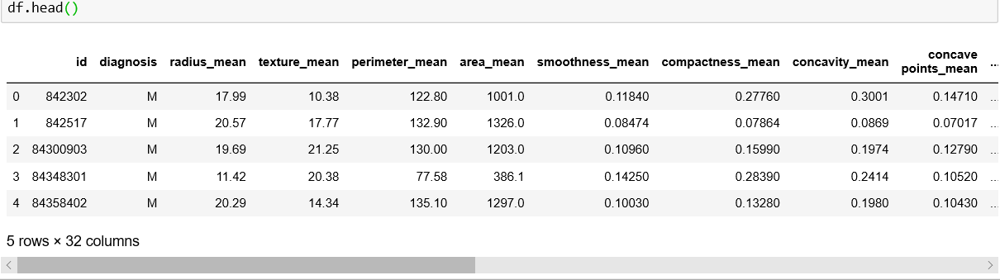 df.head()
id diagnosis radius_mean texture_mean perimeter_mean area_mean smoothness_mean compactness_mean concavity_mean concave points_mean ...
0 842302 M 17.99 10.38 122.80 1001.0 0.11840 0.27760 0.3001 0.14710 ...
1 842517 M 20.57 17.77 132.90 1326.0 0.08474 0.07864 0.0869 0.07017 ...
2 84300903 M 19.69 21.25 130.00 1203.0 0.10960 0.15990 0.1974 0.12790 ...
3 84348301 M 11.42 20.38 77.58 386.1 0.14250 0.28390 0.2414 0.10520 ...
4 84358402 M 20.29 14.34 135.10 1297.0 0.10030 0.13280 0.1980 0.10430 ...
5 rows × 32 columns